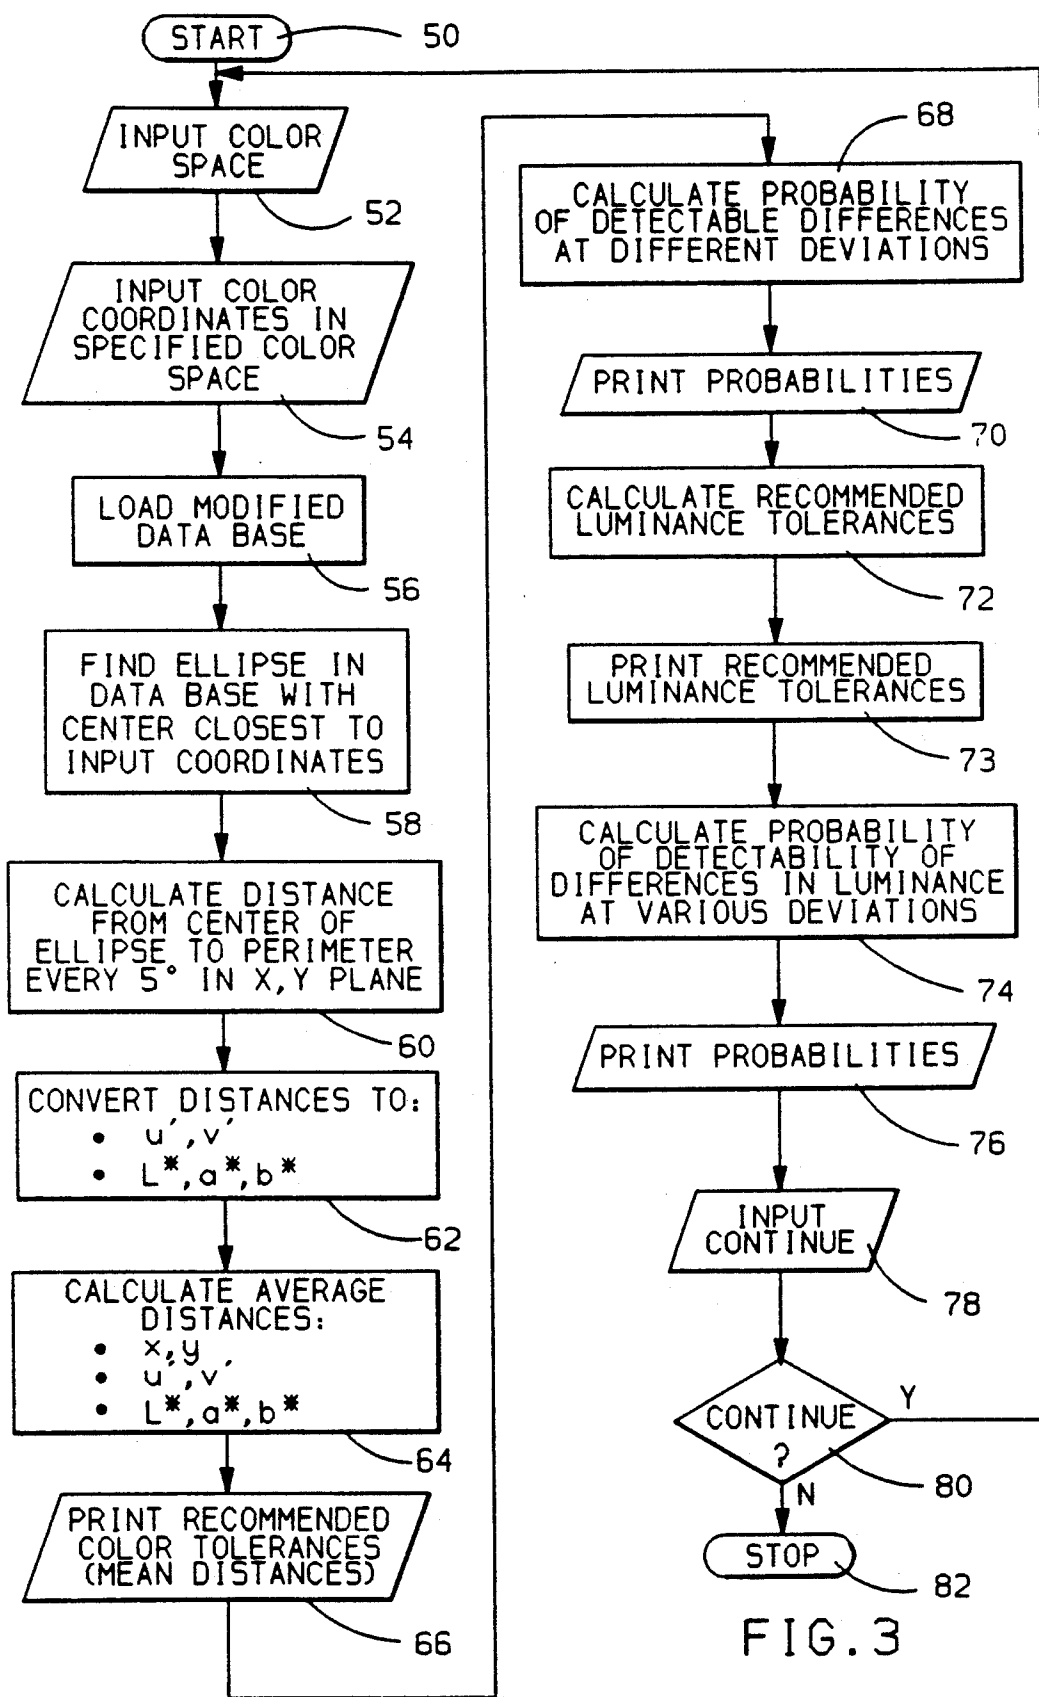 START
50
INPUT COLOR
SPACE
52
INPUT COLOR
COORDINATES IN
SPECIFIED COLOR
SPACE
54
LOAD MODIFIED
DATA BASE
56
FIND ELLIPSE IN
DATA BASE WITH
CENTER CLOSEST TO
INPUT COORDINATES
58
CALCULATE DISTANCE
FROM CENTER OF
ELLIPSE TO PERIMETER
EVERY 5° IN X,Y PLANE
60
CONVERT DISTANCES TO:
• u′,v′
• L*,a*,b*
62
CALCULATE AVERAGE
DISTANCES:
• x,y
• u′,v′
• L*,a*,b*
64
PRINT RECOMMENDED
COLOR TOLERANCES
(MEAN DISTANCES)
66
68
CALCULATE PROBABILITY
OF DETECTABLE DIFFERENCES
AT DIFFERENT DEVIATIONS
PRINT PROBABILITIES
70
CALCULATE RECOMMENDED
LUMINANCE TOLERANCES
72
PRINT RECOMMENDED
LUMINANCE TOLERANCES
73
CALCULATE PROBABILITY
OF DETECTABILITY OF
DIFFERENCES IN LUMINANCE
AT VARIOUS DEVIATIONS
74
PRINT PROBABILITIES
76
INPUT
CONTINUE
78
CONTINUE
?
Y
80
N
STOP
82
FIG.3